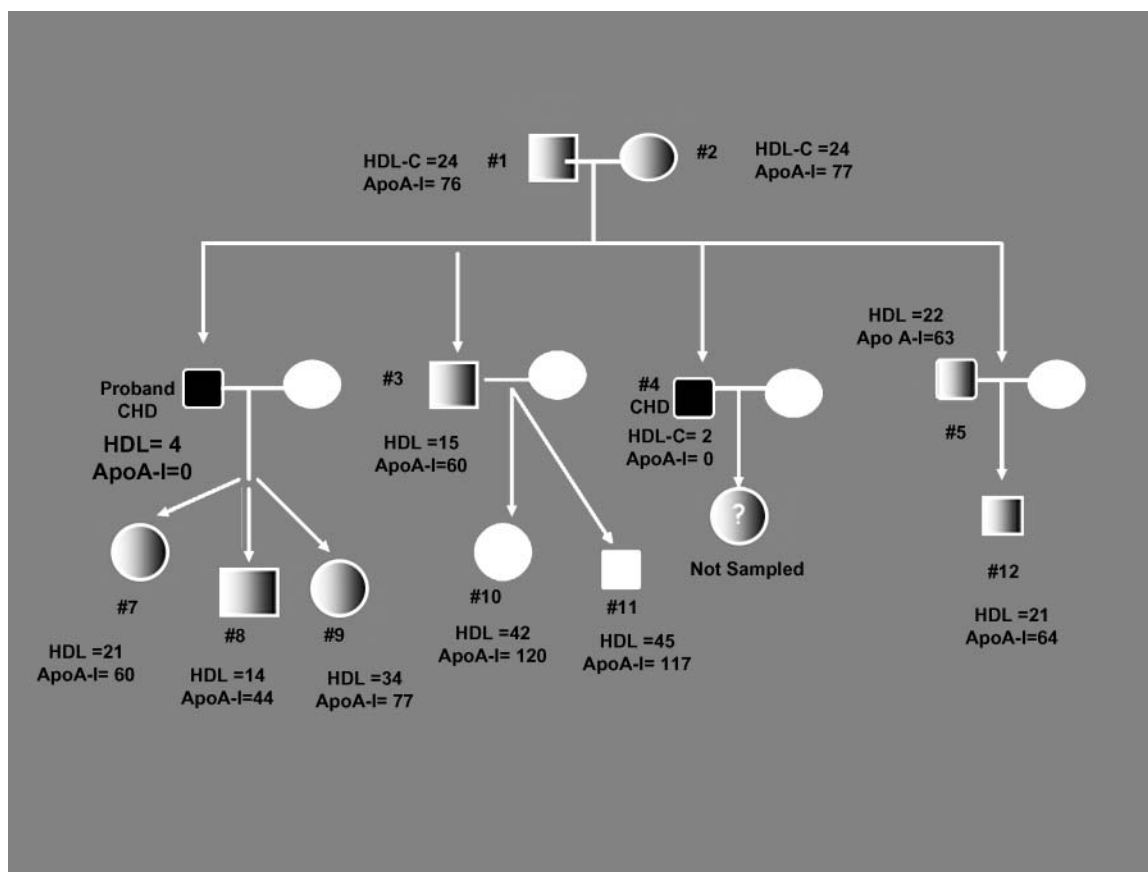 HDL-C =24
ApoA-I= 76
#1
#2
HDL-C =24
ApoA-I= 77
Proband
CHD
HDL= 4
ApoA-I=0
#3
HDL =15
ApoA-I=60
#4
CHD
HDL-C= 2
ApoA-I= 0
HDL =22
Apo A-I=63
#5
#7
HDL =21
ApoA-I= 60
#8
HDL =14
ApoA-I=44
#9
HDL =34
ApoA-I= 77
#10
HDL =42
ApoA-I= 120
#11
HDL =45
ApoA-I= 117
?
Not Sampled
#12
HDL =21
ApoA-I=64